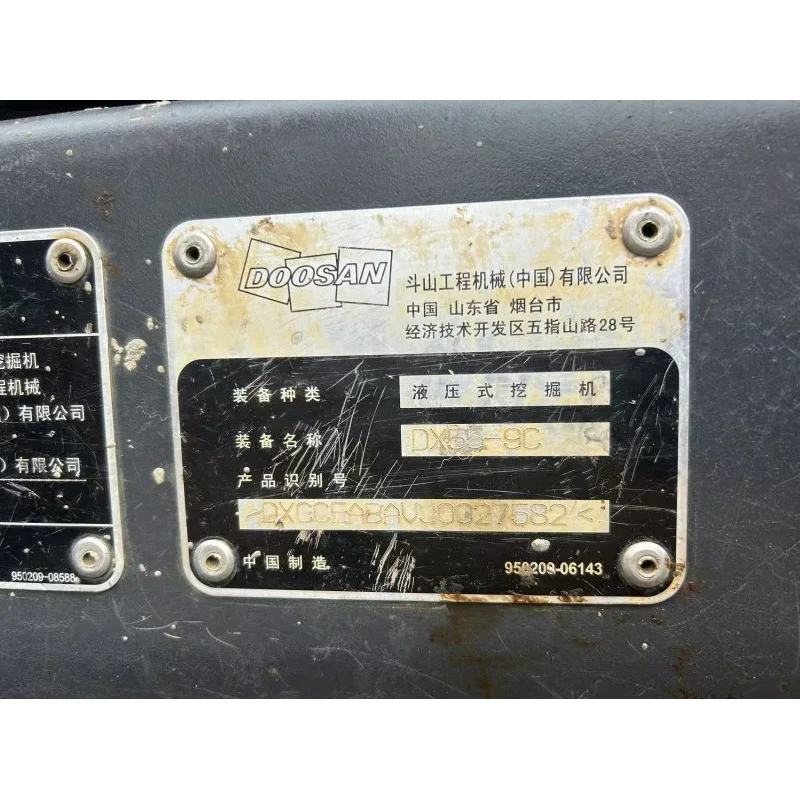 DOOSAN
斗山工程机械(中国)有限公司
中国 山东省 烟台市
经济技术开发区五指山路28号
装备种类 液压式挖掘机
装备名称 DX55-9C
产品识别号
中国制造 950209-06143
挖掘机
程机械
)有限公司
)有限公司
950209-08588